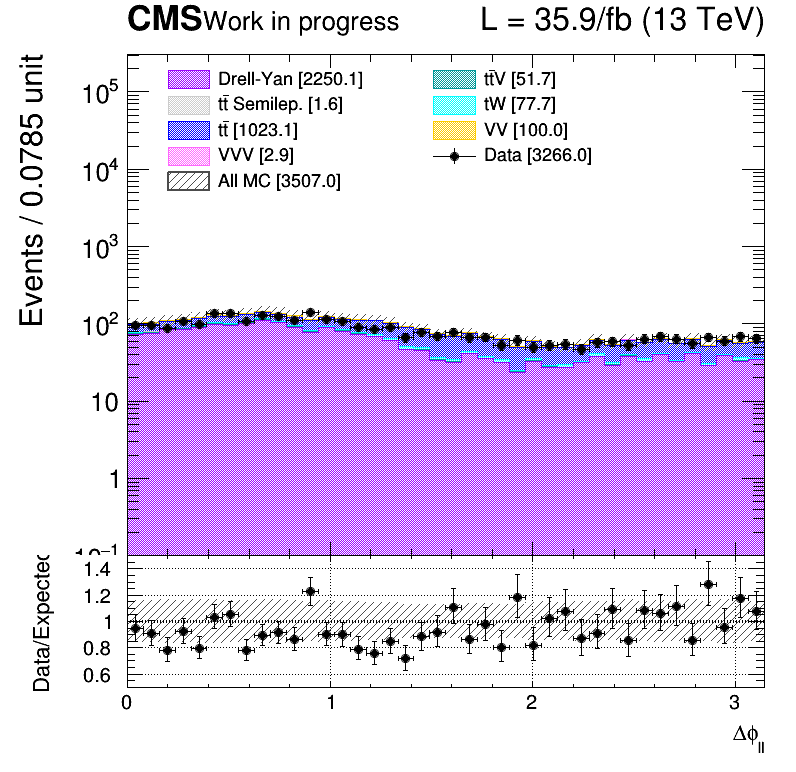 CMS Work in progress L = 35.9/fb (13 TeV)
Events / 0.0785 unit
Drell-Yan [2250.1]
tt̄V [51.7]
tt̄ Semilep. [1.6]
tW [77.7]
tt̄ [1023.1]
VV [100.0]
VVV [2.9]
Data [3266.0]
All MC [3507.0]
10⁵
10⁴
10³
10²
10
1
10⁻¹
Data/Expected
1.4
1.2
1
0.8
0.6
0 1 2 3
Δϕ_ll